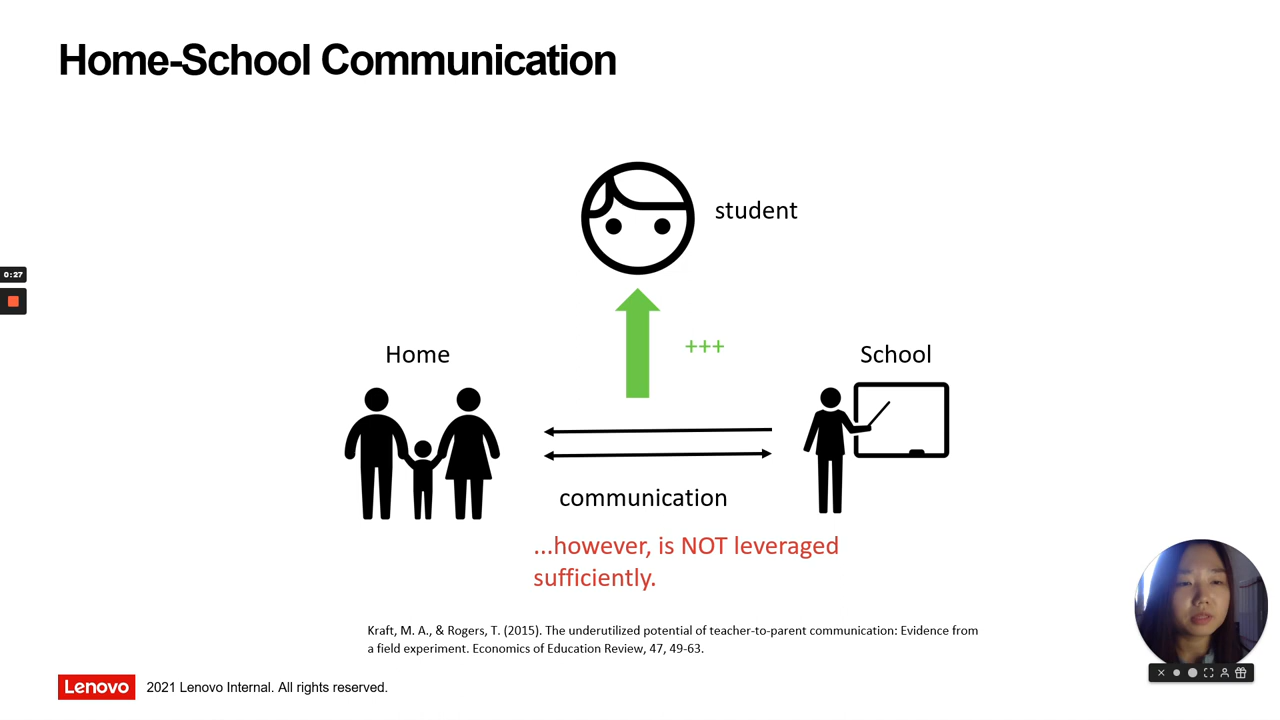 Home-School Communication
student
0:27
+++
Home
School
communication
...however, is NOT leveraged
sufficiently.
Kraft, M. A., & Rogers, T. (2015). The underutilized potential of teacher-to-parent communication: Evidence from
a field experiment. Economics of Education Review, 47, 49-63.
Lenovo 2021 Lenovo Internal. All rights reserved.